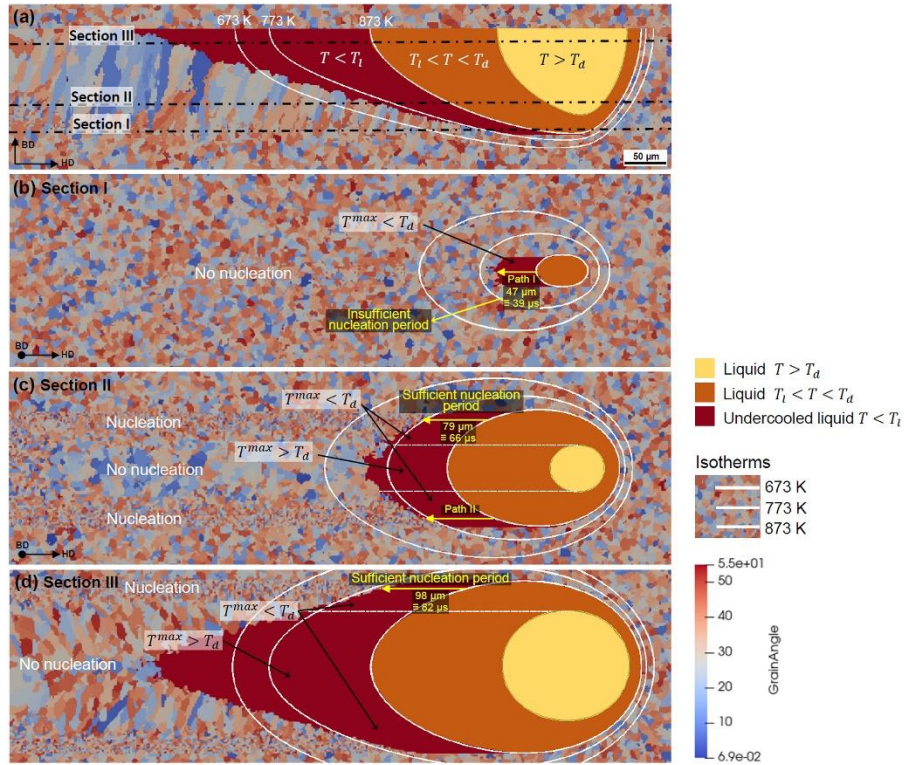 (a)
673 K 773 K 873 K
Section III
T < T_l
T_l < T < T_d
T > T_d
Section II
Section I
BD
HD
50 μm
(b) Section I
T^max < T_d
No nucleation
Path I
47 μm
≡ 39 μs
Insufficient
nucleation period
BD
HD
(c) Section II
T^max < T_d
Sufficient nucleation
period
Nucleation
79 μm
≡ 66 μs
T^max > T_d
No nucleation
Nucleation
Path II
BD
HD
(d) Section III
Nucleation
Sufficient nucleation period
98 μm
≡ 82 μs
T^max < T_d
T^max > T_d
No nucleation
Nucleation
Liquid T > T_d
Liquid T_l < T < T_d
Undercooled liquid T < T_l
Isotherms
673 K
773 K
873 K
5.5e+01
50
40
30
20
10
6.9e-02
GrainAngle